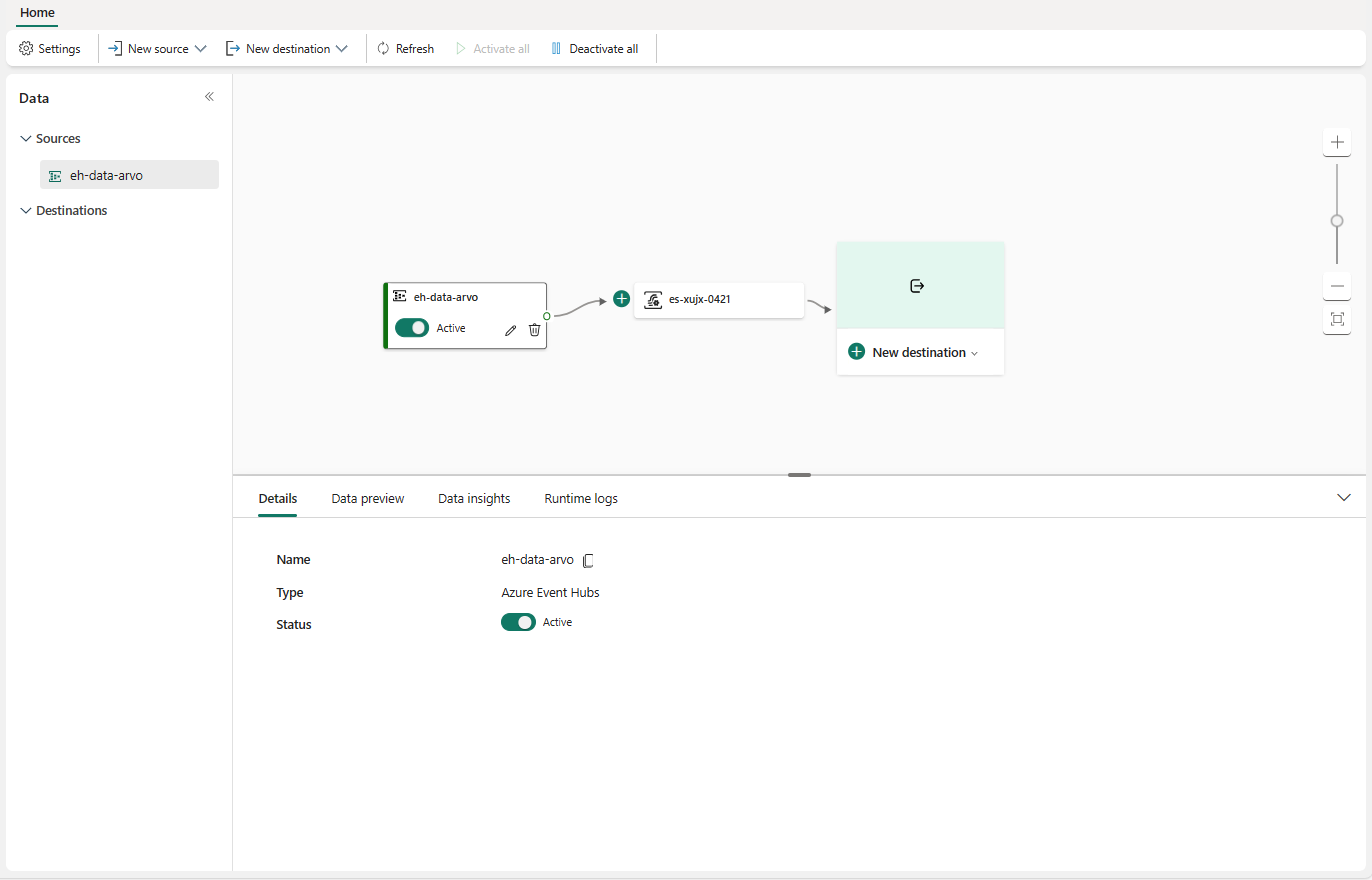 Home
Settings
New source
New destination
Refresh
Activate all
Deactivate all
Data
Sources
eh-data-arvo
Destinations
eh-data-arvo
Active
es-xujx-0421
New destination
Details
Data preview
Data insights
Runtime logs
Name
eh-data-arvo
Type
Azure Event Hubs
Status
Active